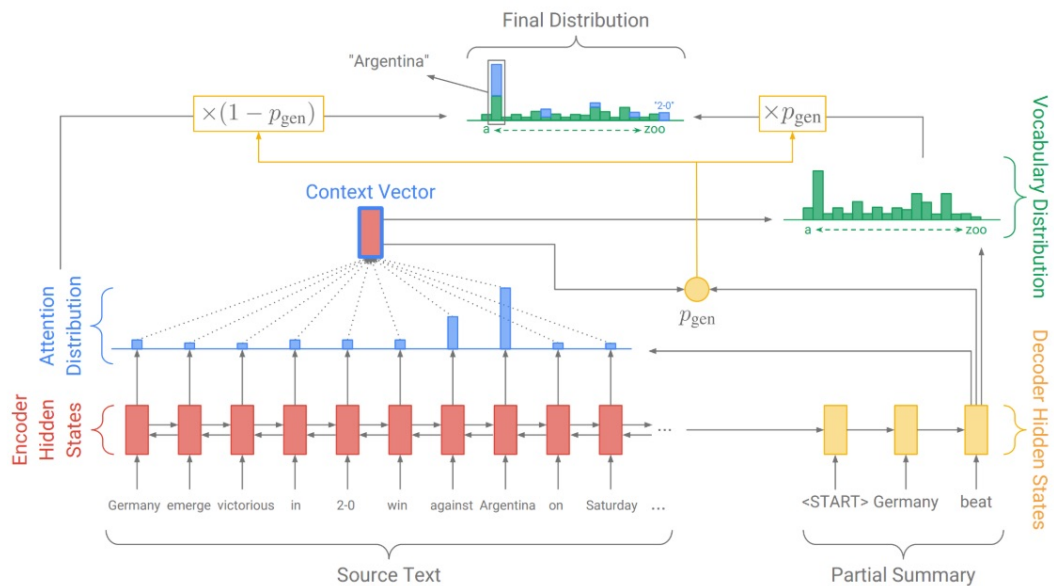 Final Distribution
"Argentina"
×(1 − p_gen)
×p_gen
"2-0"
a
zoo
Context Vector
Vocabulary Distribution
a
zoo
Attention
Distribution
p_gen
Encoder
Hidden
States
Decoder Hidden States
...
Germany emerge victorious in 2-0 win against Argentina on Saturday ...
<START> Germany beat
Source Text
Partial Summary